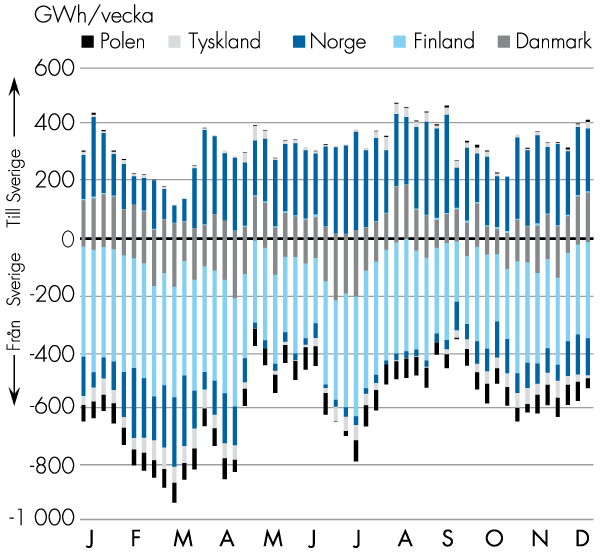 GWh/vecka
Polen Tyskland Norge Finland Danmark
600
400
200
0
-200
-400
-600
-800
-1 000
Till Sverige
Från Sverige
J F M A M J J A S O N D